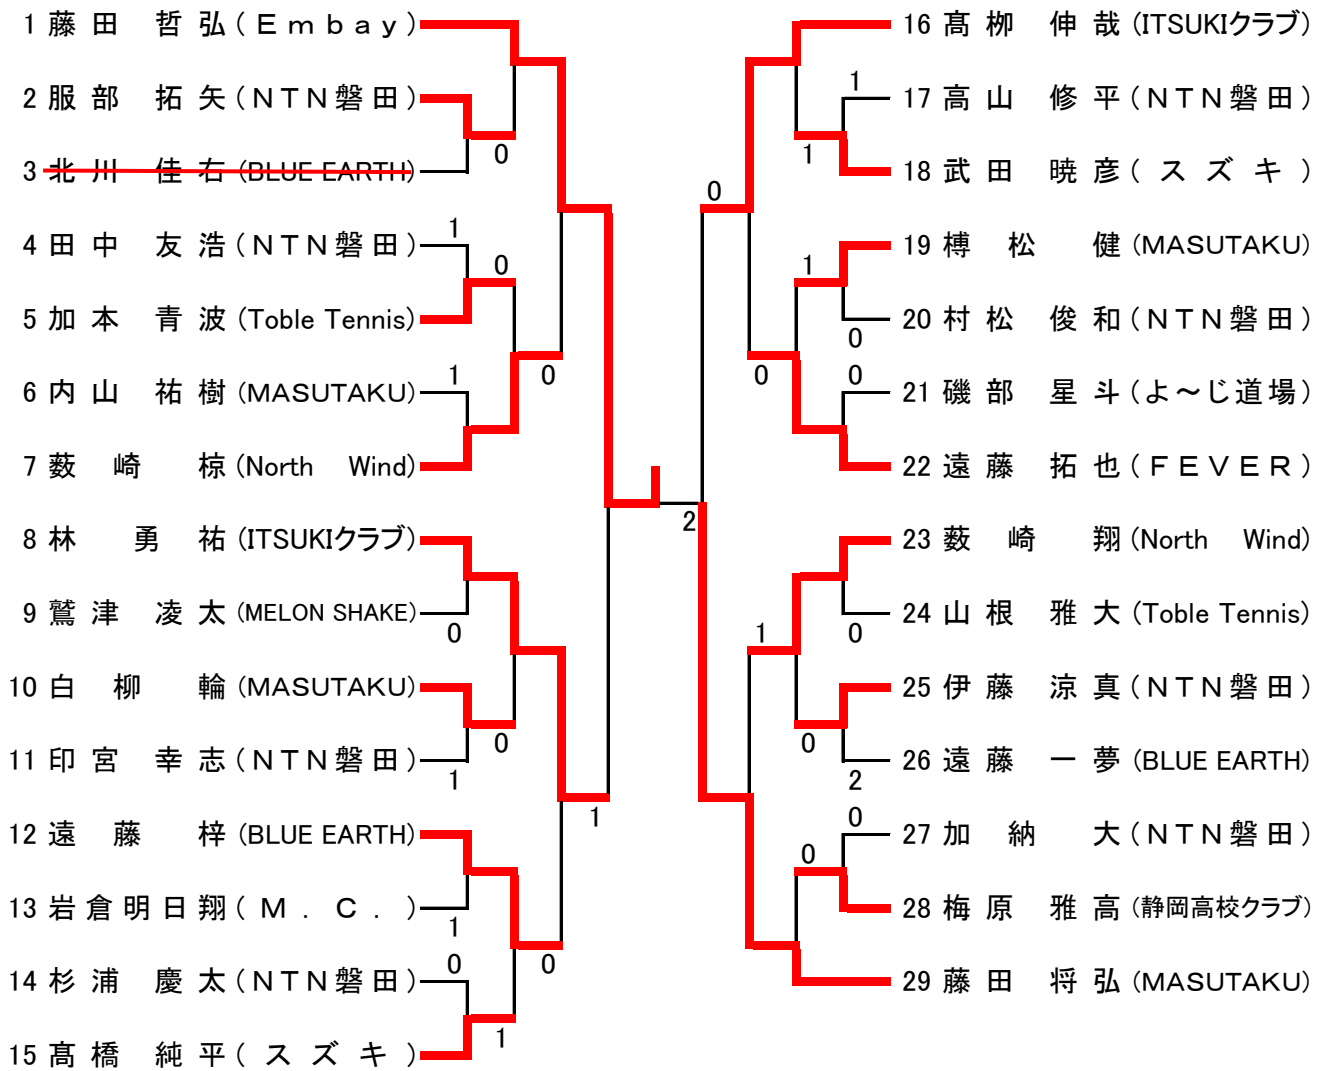 1 藤田 哲弘 (Embay)
2 服部 拓矢 (NTN磐田)
0
3 北川 佳右 (BLUE EARTH)
1
4 田中 友浩 (NTN磐田)
0
5 加本 青波 (Toble Tennis)
0
1
6 内山 祐樹 (MASUTAKU)
7 薮崎 椋 (North Wind)
8 林 勇祐 (ITSUKIクラブ)
9 鷲津 凌太 (MELON SHAKE)
0
10 白柳 輪 (MASUTAKU)
0
11 印宮 幸志 (NTN磐田)
1
1
12 遠藤 梓 (BLUE EARTH)
13 岩倉明日翔 (M.C.)
1
0
0
14 杉浦 慶太 (NTN磐田)
1
15 髙橋 純平 (スズキ)
2
16 髙栁 伸哉 (ITSUKIクラブ)
1
17 高山 修平 (NTN磐田)
1
18 武田 暁彦 (スズキ)
0
19 榑松 健 (MASUTAKU)
1
20 村松 俊和 (NTN磐田)
0
0
0
21 磯部 星斗 (よ～じ道場)
22 遠藤 拓也 (FEVER)
23 薮崎 翔 (North Wind)
24 山根 雅大 (Toble Tennis)
0
1
25 伊藤 涼真 (NTN磐田)
0
26 遠藤 一夢 (BLUE EARTH)
2
0
27 加納 大 (NTN磐田)
0
28 梅原 雅高 (静岡高校クラブ)
29 藤田 将弘 (MASUTAKU)